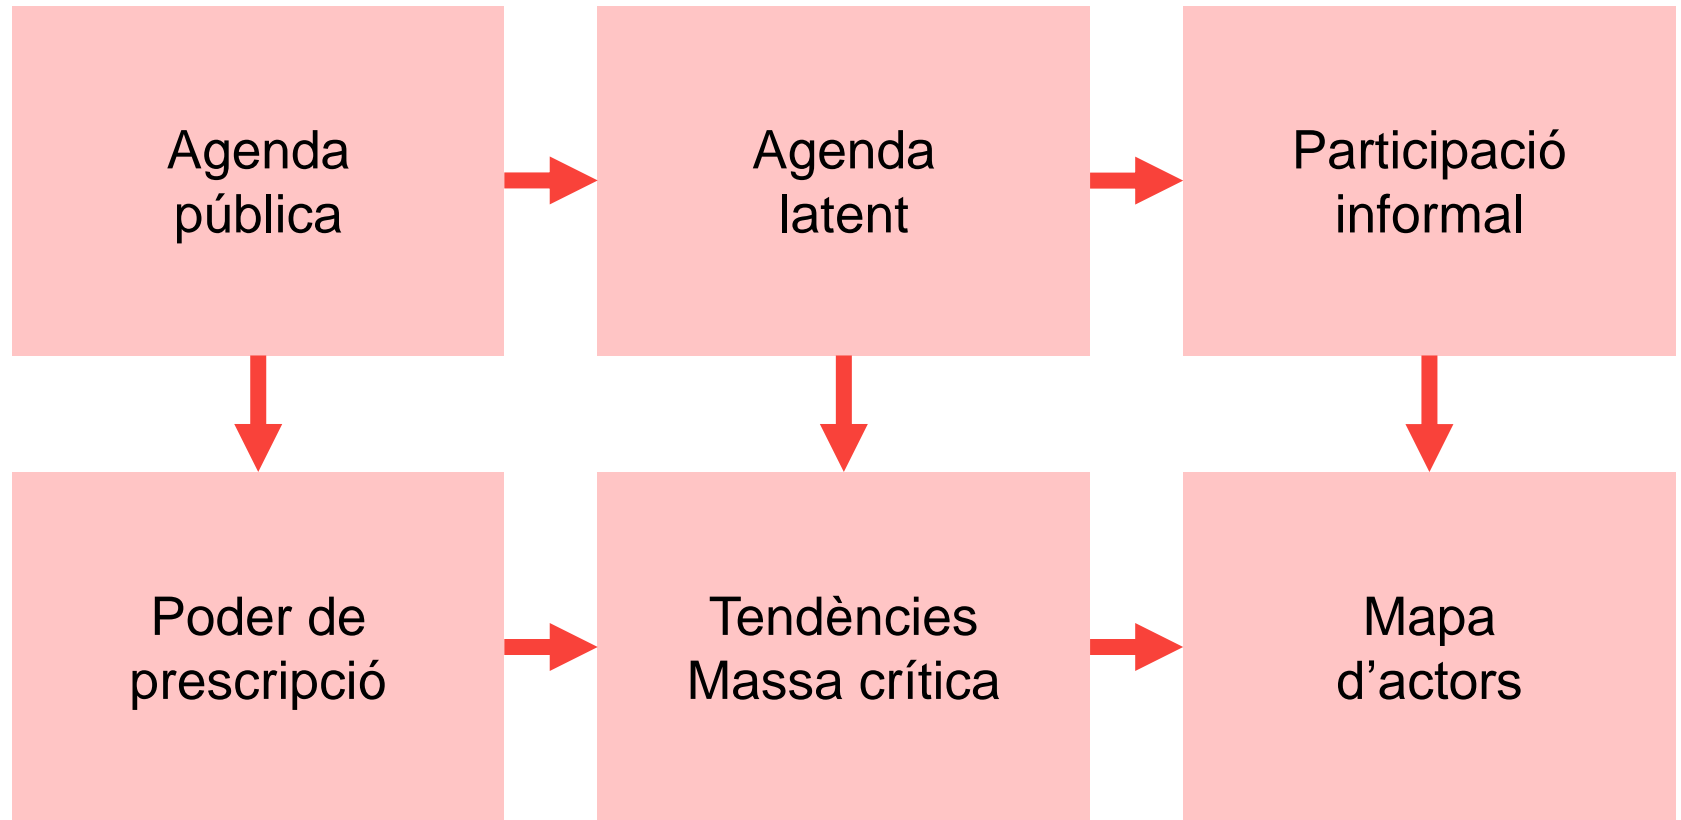 Agenda
pública
Agenda
latent
Participació
informal
Poder de
prescripció
Tendències
Massa crítica
Mapa
d’actors